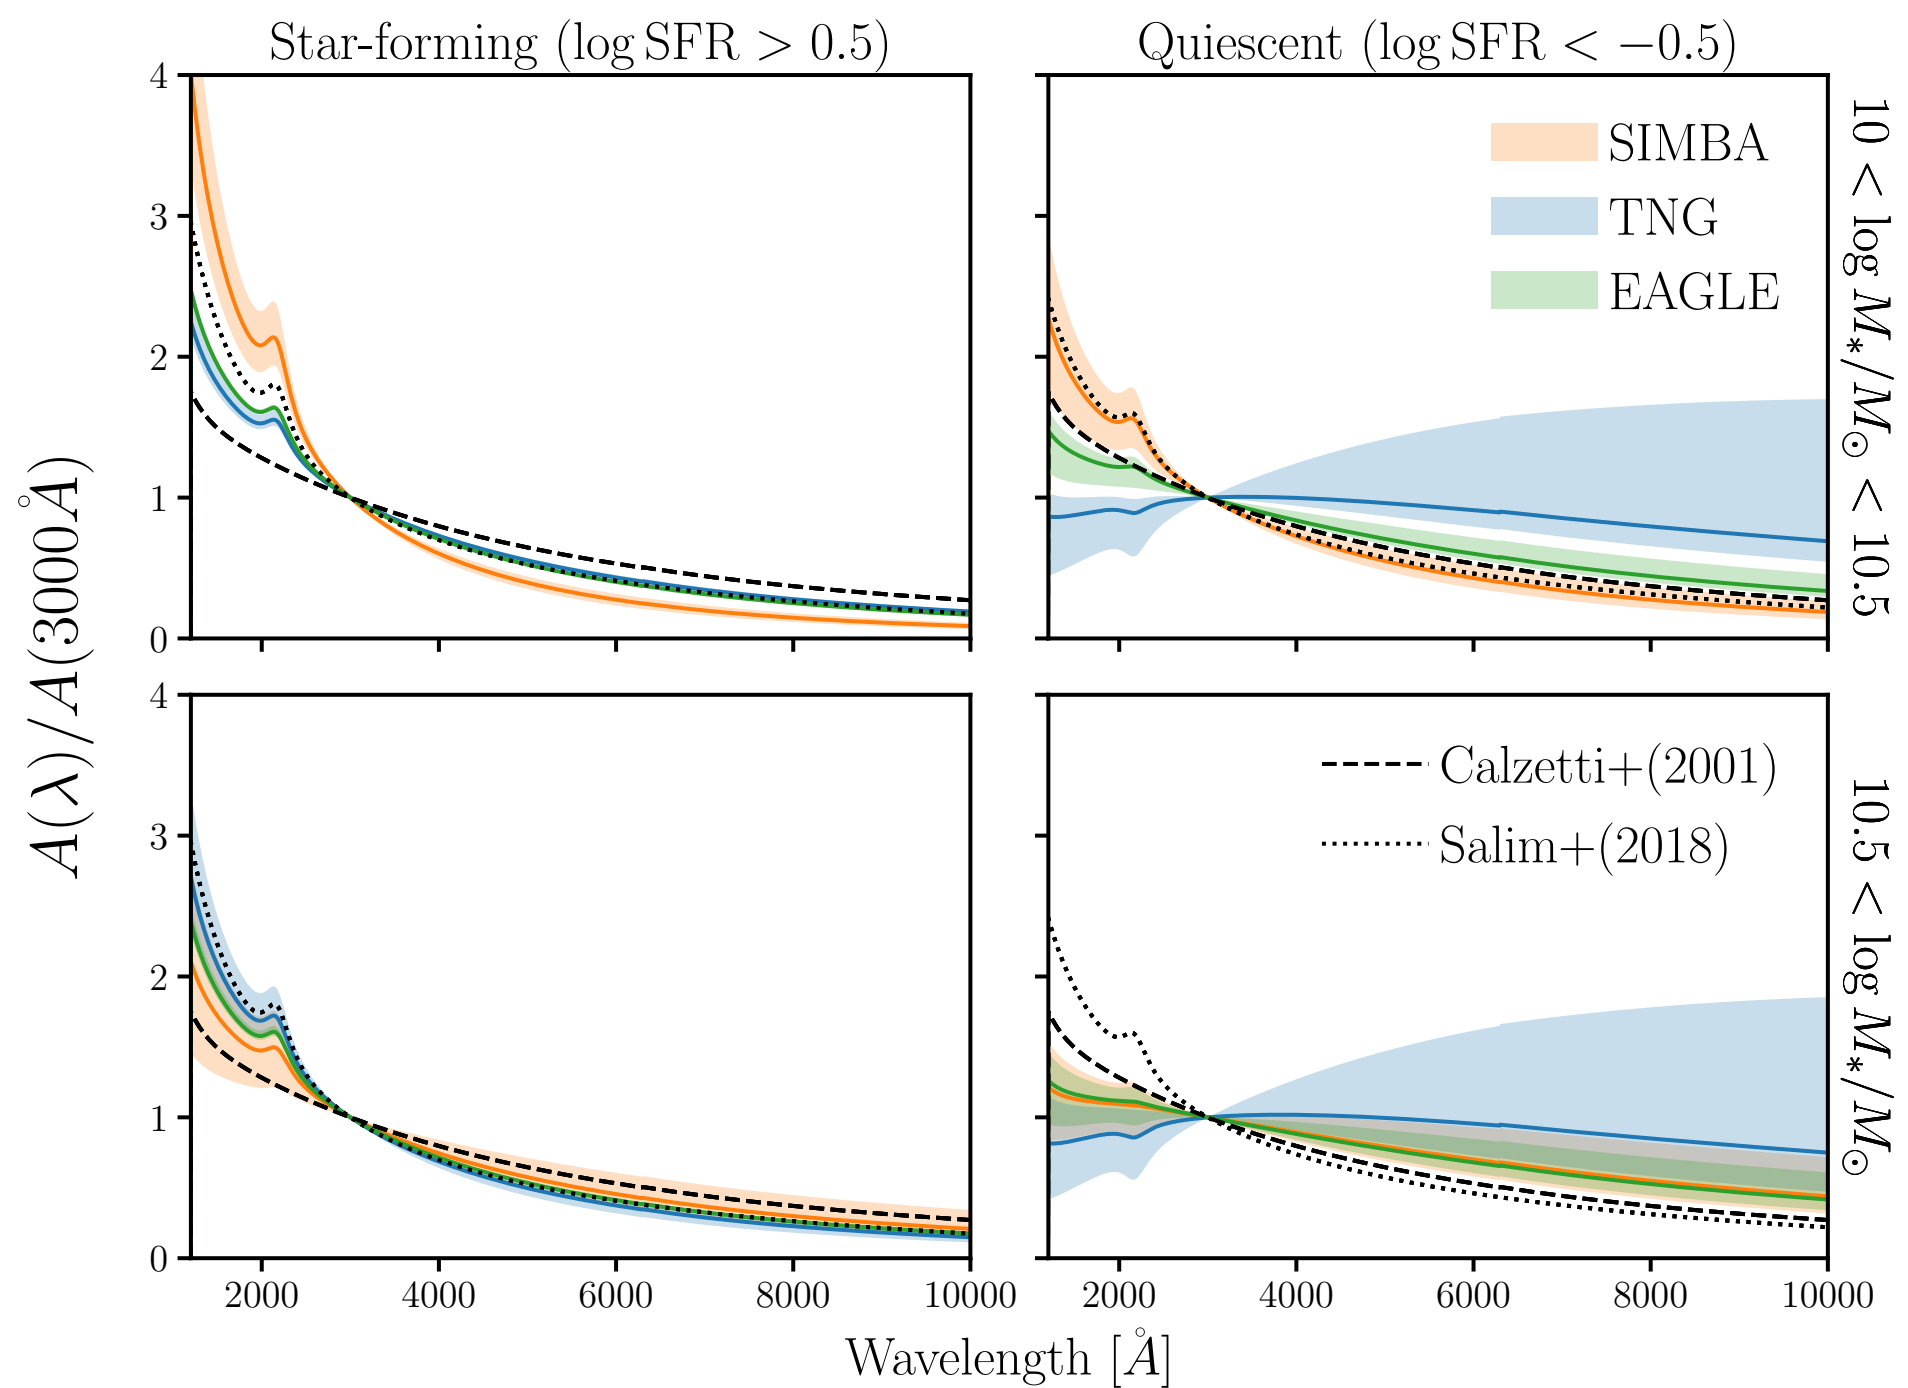 Star-forming (log SFR > 0.5)
Quiescent (log SFR < −0.5)
4
3
2
1
0
SIMBA
TNG
EAGLE
10 < log M*/M⊙ < 10.5
A(λ)/A(3000Å)
4
3
2
1
0
Calzetti+(2001)
Salim+(2018)
10.5 < log M*/M⊙
2000 4000 6000 8000 10000
2000 4000 6000 8000 10000
Wavelength [Å]